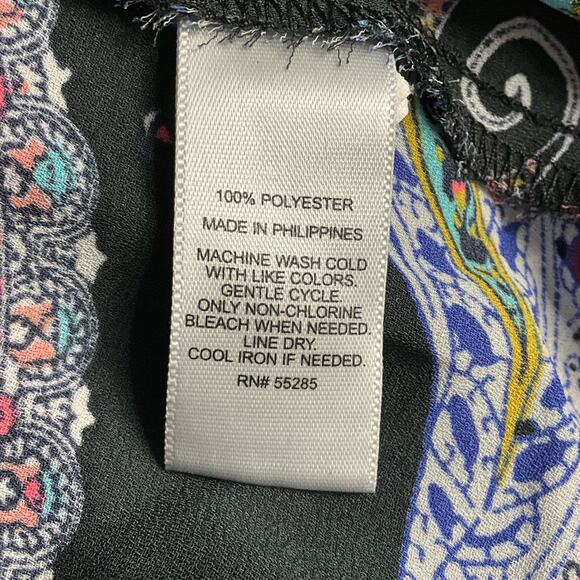 100% POLYESTER
MADE IN PHILIPPINES
MACHINE WASH COLD
WITH LIKE COLORS.
GENTLE CYCLE.
ONLY NON-CHLORINE
BLEACH WHEN NEEDED.
LINE DRY.
COOL IRON IF NEEDED.
RN# 55285